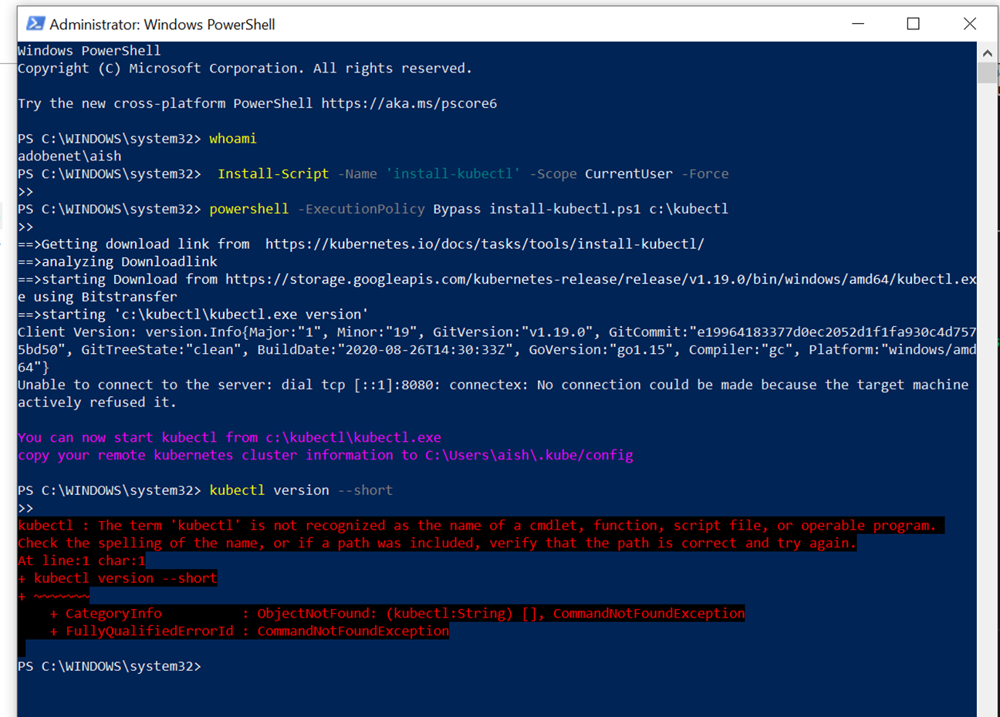 Administrator: Windows PowerShell
Windows PowerShell
Copyright (C) Microsoft Corporation. All rights reserved.
Try the new cross-platform PowerShell https://aka.ms/pscore6
PS C:\WINDOWS\system32> whoami
adobenet\aish
PS C:\WINDOWS\system32>  Install-Script -Name 'install-kubectl' -Scope CurrentUser -Force
>>
PS C:\WINDOWS\system32> powershell -ExecutionPolicy Bypass install-kubectl.ps1 c:\kubectl
>>
==>Getting download link from  https://kubernetes.io/docs/tasks/tools/install-kubectl/
==>analyzing Downloadlink
==>starting Download from https://storage.googleapis.com/kubernetes-release/release/v1.19.0/bin/windows/amd64/kubectl.ex
e using Bitstransfer
==>starting 'c:\kubectl\kubectl.exe version'
Client Version: version.Info{Major:"1", Minor:"19", GitVersion:"v1.19.0", GitCommit:"e19964183377d0ec2052d1f1fa930c4d757
5bd50", GitTreeState:"clean", BuildDate:"2020-08-26T14:30:33Z", GoVersion:"go1.15", Compiler:"gc", Platform:"windows/amd
64"}
Unable to connect to the server: dial tcp [::1]:8080: connectex: No connection could be made because the target machine
actively refused it.
You can now start kubectl from c:\kubectl\kubectl.exe
copy your remote kubernetes cluster information to C:\Users\aish\.kube/config
PS C:\WINDOWS\system32> kubectl version --short
>>
kubectl : The term 'kubectl' is not recognized as the name of a cmdlet, function, script file, or operable program.
Check the spelling of the name, or if a path was included, verify that the path is correct and try again.
At line:1 char:1
+ kubectl version --short
+ ~~~~~~~
    + CategoryInfo          : ObjectNotFound: (kubectl:String) [], CommandNotFoundException
    + FullyQualifiedErrorId : CommandNotFoundException
PS C:\WINDOWS\system32>